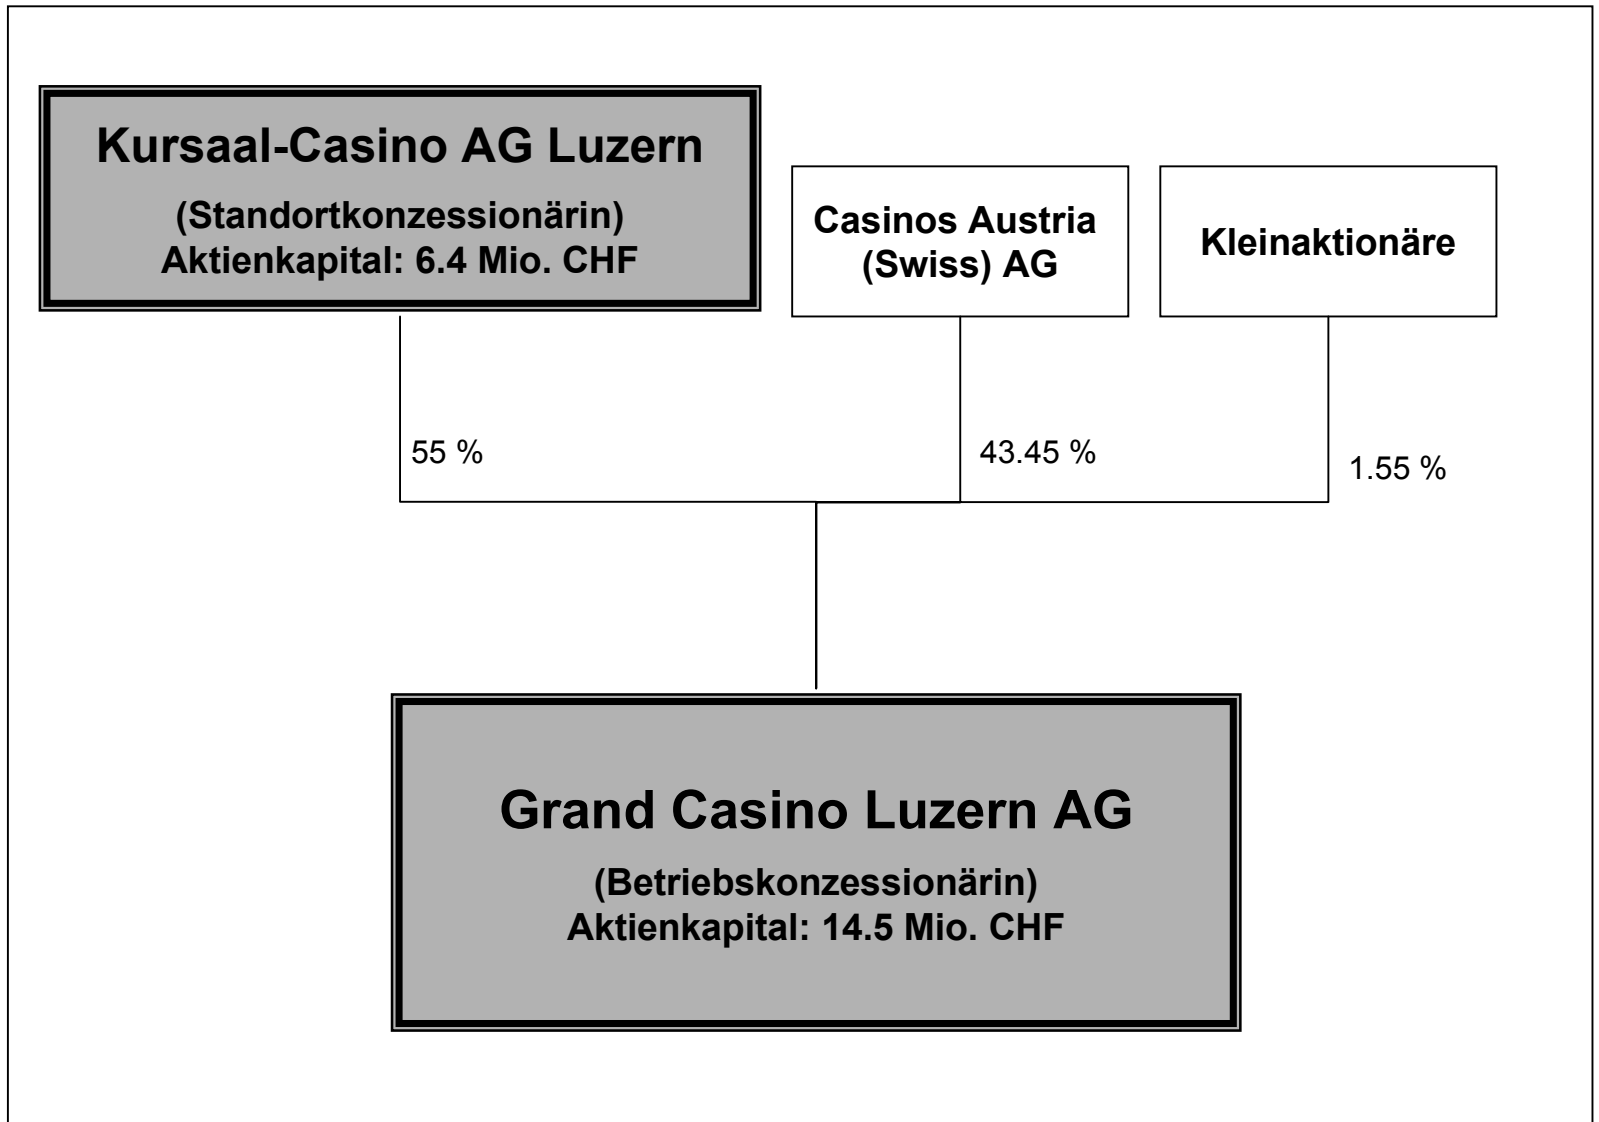 Kursaal-Casino AG Luzern
(Standortkonzessionärin)
Aktienkapital: 6.4 Mio. CHF
Casinos Austria
(Swiss) AG
Kleinaktionäre
55 %
43.45 %
1.55 %
Grand Casino Luzern AG
(Betriebskonzessionärin)
Aktienkapital: 14.5 Mio. CHF